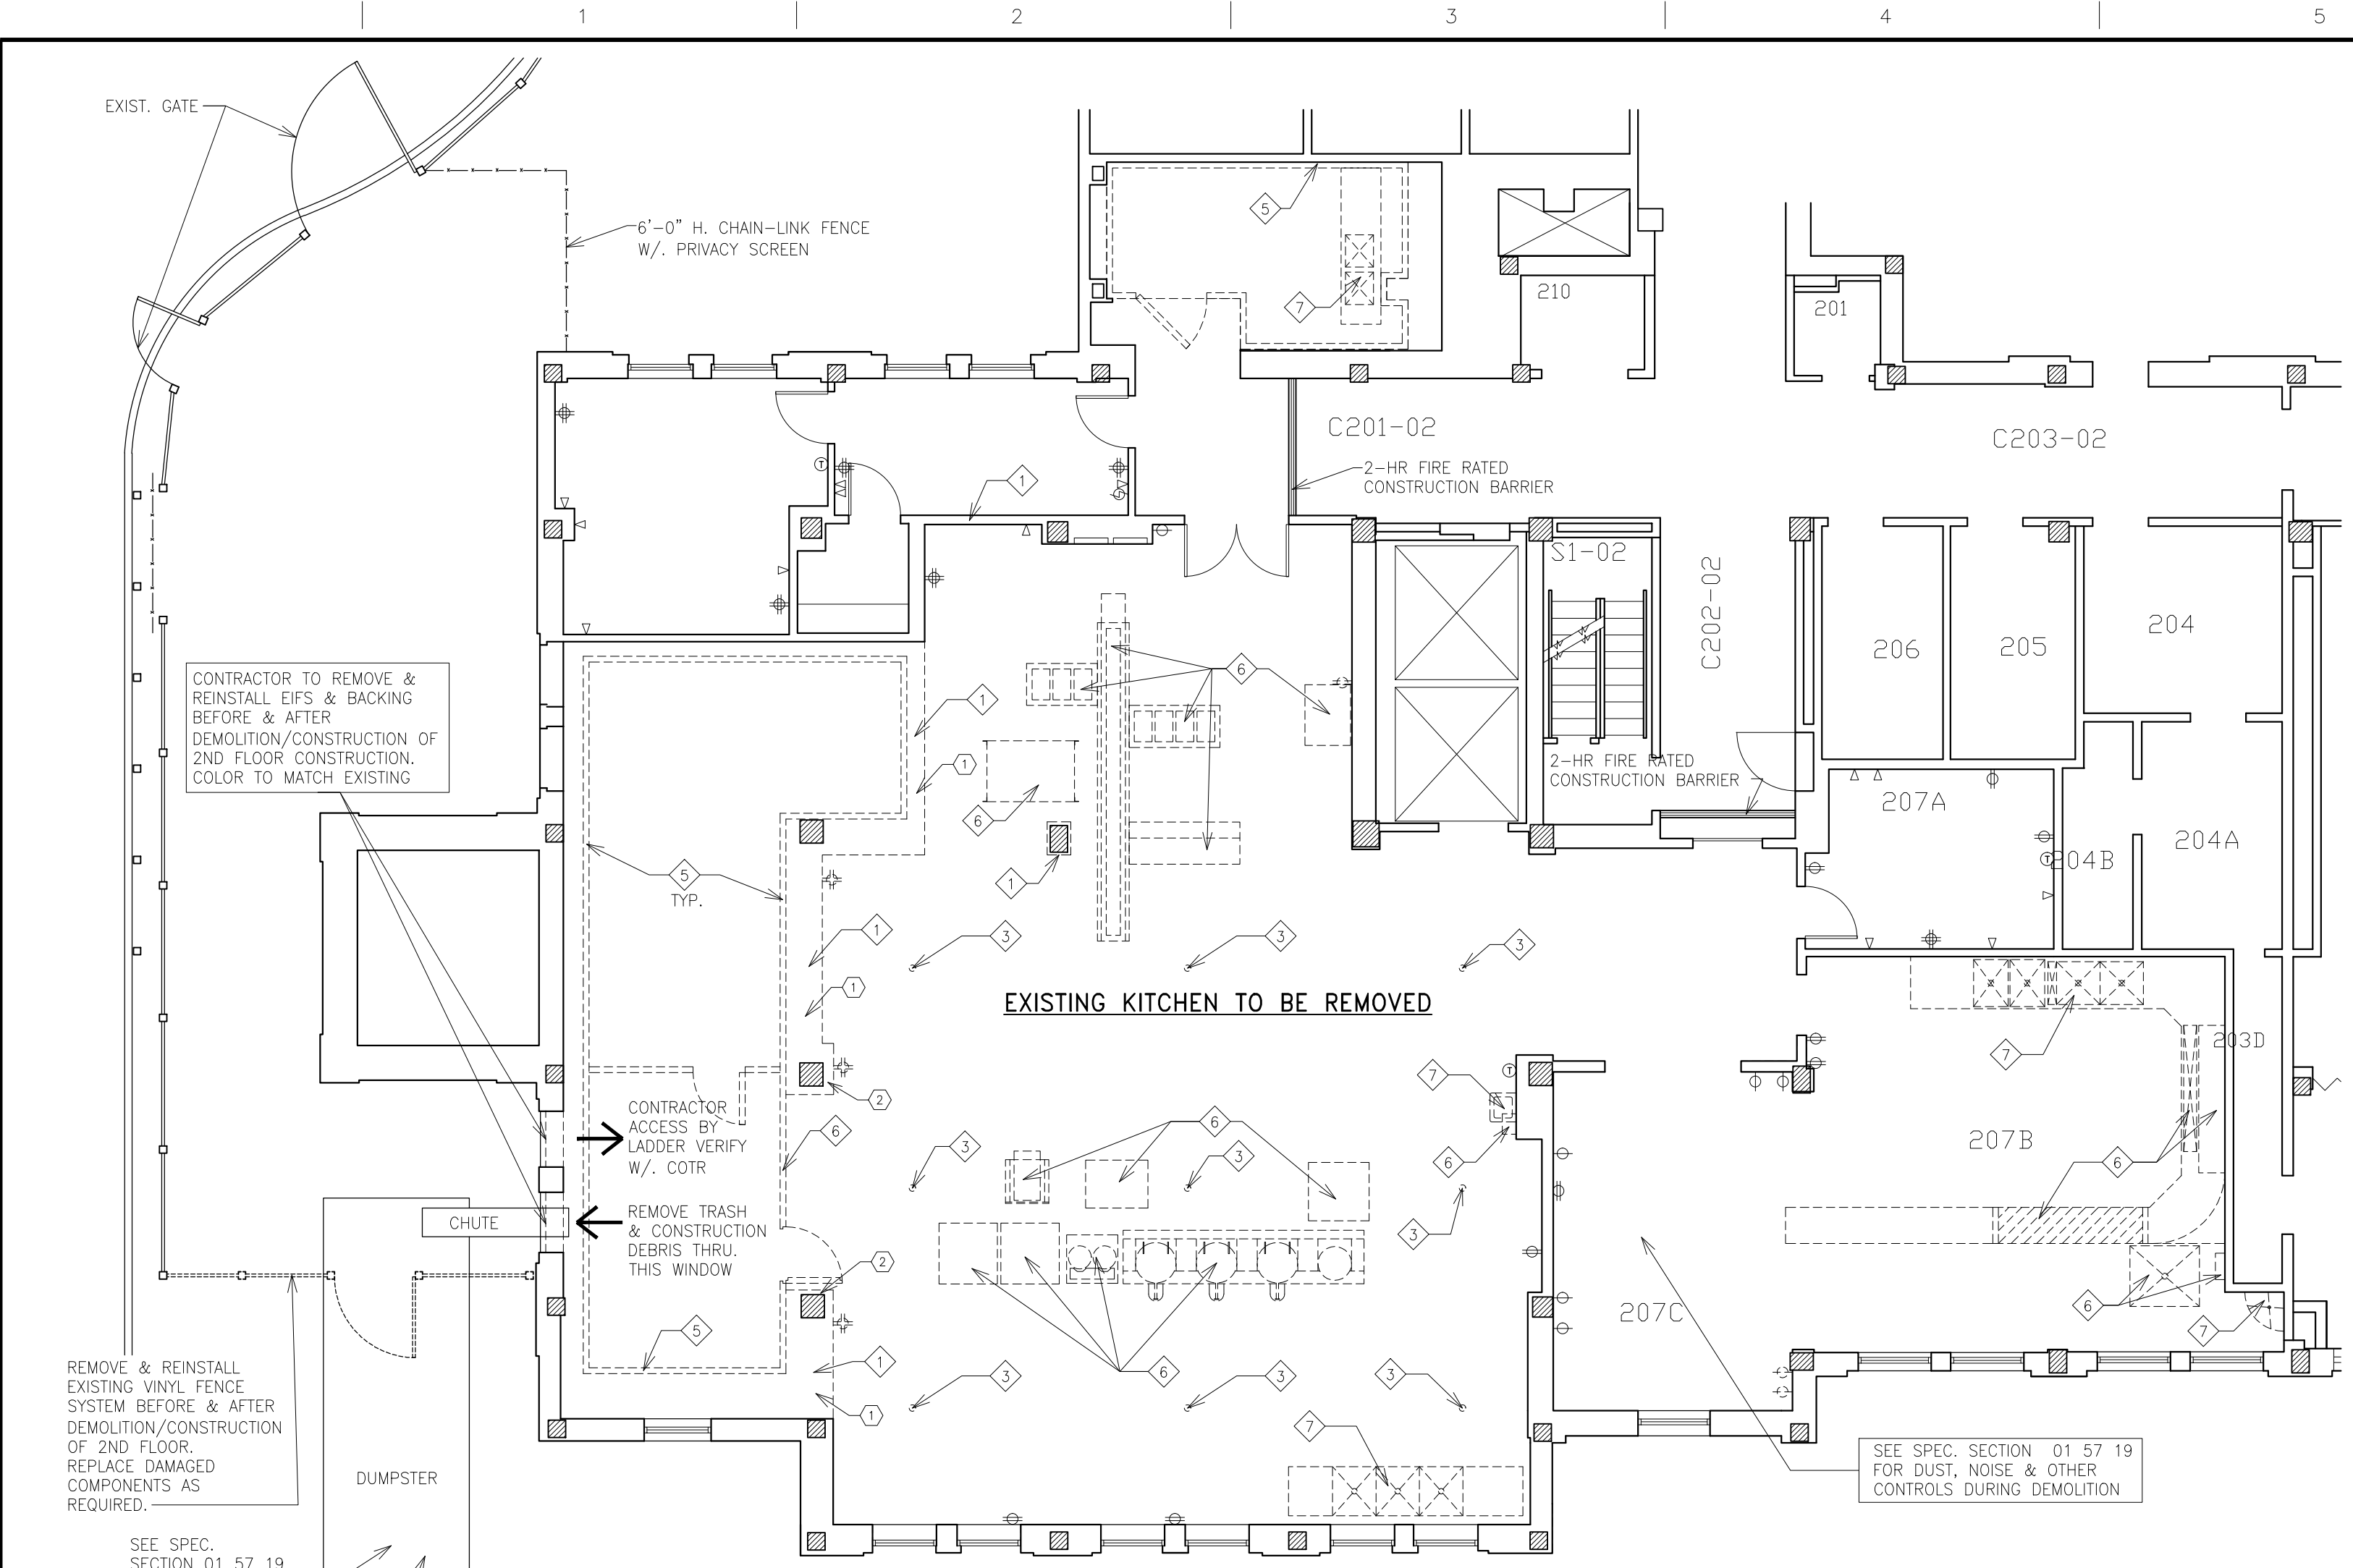 1
2
3
4
5
EXIST. GATE
6'-0" H. CHAIN-LINK FENCE
W/. PRIVACY SCREEN
5
7
210
201
C201-02
C203-02
2-HR FIRE RATED
CONSTRUCTION BARRIER
1
S1-02
C202-02
206
205
204
CONTRACTOR TO REMOVE &
REINSTALL EIFS & BACKING
BEFORE & AFTER
DEMOLITION/CONSTRUCTION OF
2ND FLOOR CONSTRUCTION.
COLOR TO MATCH EXISTING
1
1
6
6
1
2-HR FIRE RATED
CONSTRUCTION BARRIER
207A
T
T
204B
204A
5
TYP.
1
3
3
3
1
EXISTING KITCHEN TO BE REMOVED
7
203D
T
7
2
6
CONTRACTOR
ACCESS BY
LADDER VERIFY
W/. COTR
6
3
3
6
207B
6
CHUTE
REMOVE TRASH
& CONSTRUCTION
DEBRIS THRU.
THIS WINDOW
2
3
207C
6
7
5
1
3
6
3
3
1
7
REMOVE & REINSTALL
EXISTING VINYL FENCE
SYSTEM BEFORE & AFTER
DEMOLITION/CONSTRUCTION
OF 2ND FLOOR.
REPLACE DAMAGED
COMPONENTS AS
REQUIRED.
DUMPSTER
SEE SPEC. SECTION 01 57 19
FOR DUST, NOISE & OTHER
CONTROLS DURING DEMOLITION
SEE SPEC.
SECTION 01 57 19